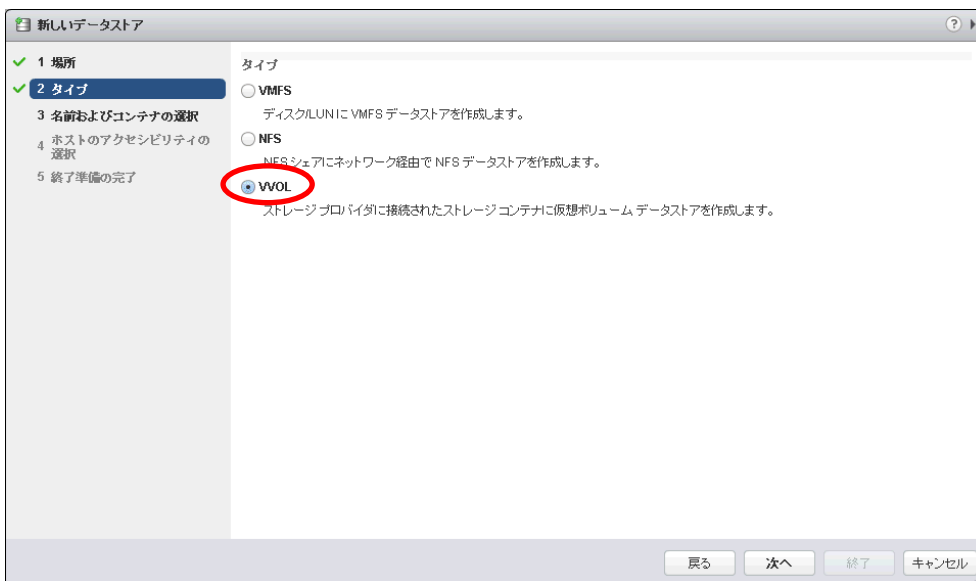 新しいデータストア
?
1 場所
2 タイプ
3 名前およびコンテナの選択
4 ホストのアクセシビリティの
選択
5 終了準備の完了
タイプ
VMFS
ディスク/LUN に VMFS データストアを作成します。
NFS
NFS シェアにネットワーク経由で NFS データストアを作成します。
VVOL
ストレージ プロバイダに接続されたストレージ コンテナに仮想ボリューム データストアを作成します。
戻る
次へ
終了
キャンセル